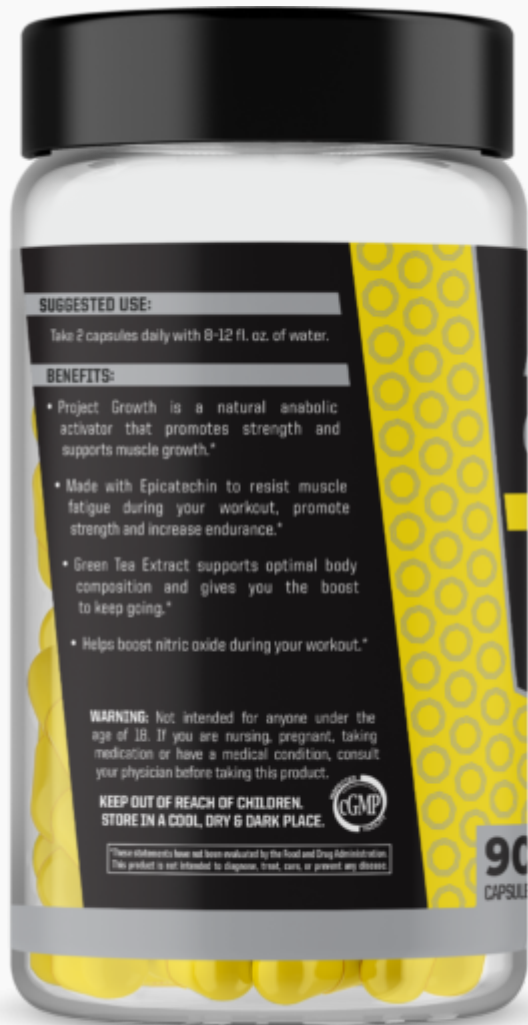 SUGGESTED USE:
Take 2 capsules daily with 8-12 fl. oz. of water.
BENEFITS:
• Project Growth is a natural anabolic
activator that promotes strength and
supports muscle growth.*
• Made with Epicatechin to resist muscle
fatigue during your workout, promote
strength and increase endurance.*
• Green Tea Extract supports optimal body
composition and gives you the boost
to keep going.*
• Helps boost nitric oxide during your workout.*
WARNING: Not intended for anyone under the
age of 18. If you are nursing, pregnant, taking
medication or have a medical condition, consult
your physician before taking this product.
KEEP OUT OF REACH OF CHILDREN.
STORE IN A COOL, DRY & DARK PLACE.
cGMP
*These statements have not been evaluated by the Food and Drug Administration.
This product is not intended to diagnose, treat, cure, or prevent any disease.
90
CAPSULE